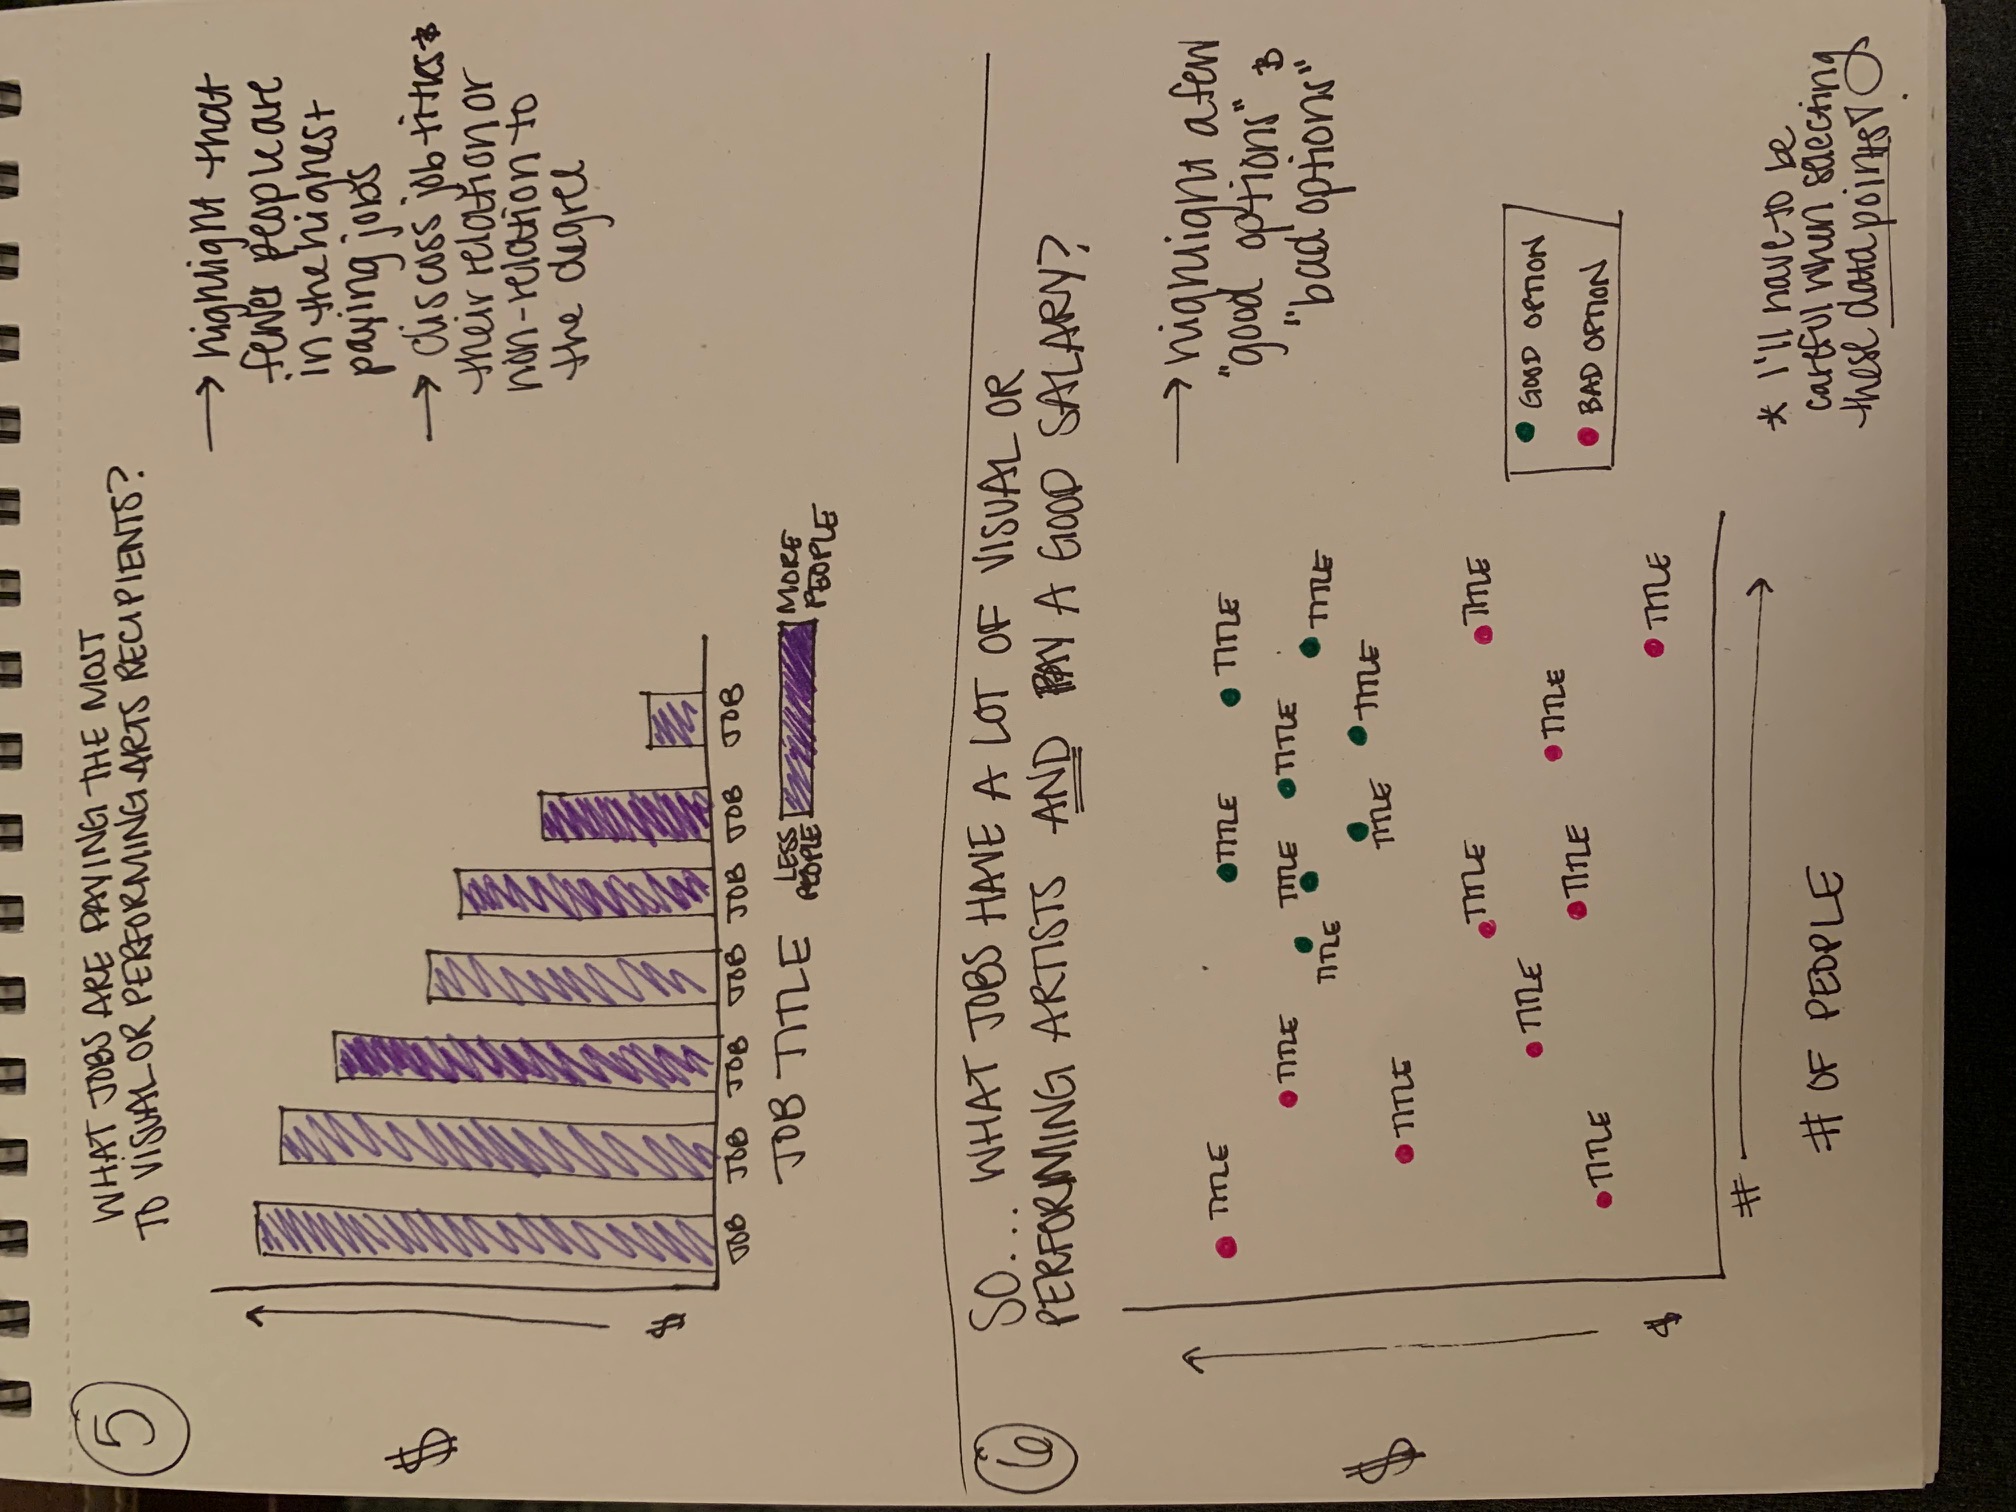 5
WHAT JOBS ARE PAYING THE MOST
TO VISUAL OR PERFORMING ARTS RECIPIENTS?
→ highlight that
fewer people are
in the highest
paying jobs
→ discuss job titles &
their relation or
non-relation to
the degree
$
$
JOB JOB JOB JOB JOB JOB JOB
JOB TITLE
LESS
PEOPLE
MORE
PEOPLE
6
SO... WHAT JOBS HAVE A LOT OF VISUAL OR
PERFORMING ARTISTS AND PAY A GOOD SALARY?
→ highlight a few
"good options" &
"bad options"
TITLE TITLE TITLE
TITLE TITLE TITLE
TITLE TITLE
TITLE TITLE
$
TITLE
TITLE TITLE
TITLE
TITLE
TITLE
TITLE
$
TITLE
GOOD OPTION
BAD OPTION
#
# OF PEOPLE
* I'll have to be
careful when selecting
these data points!